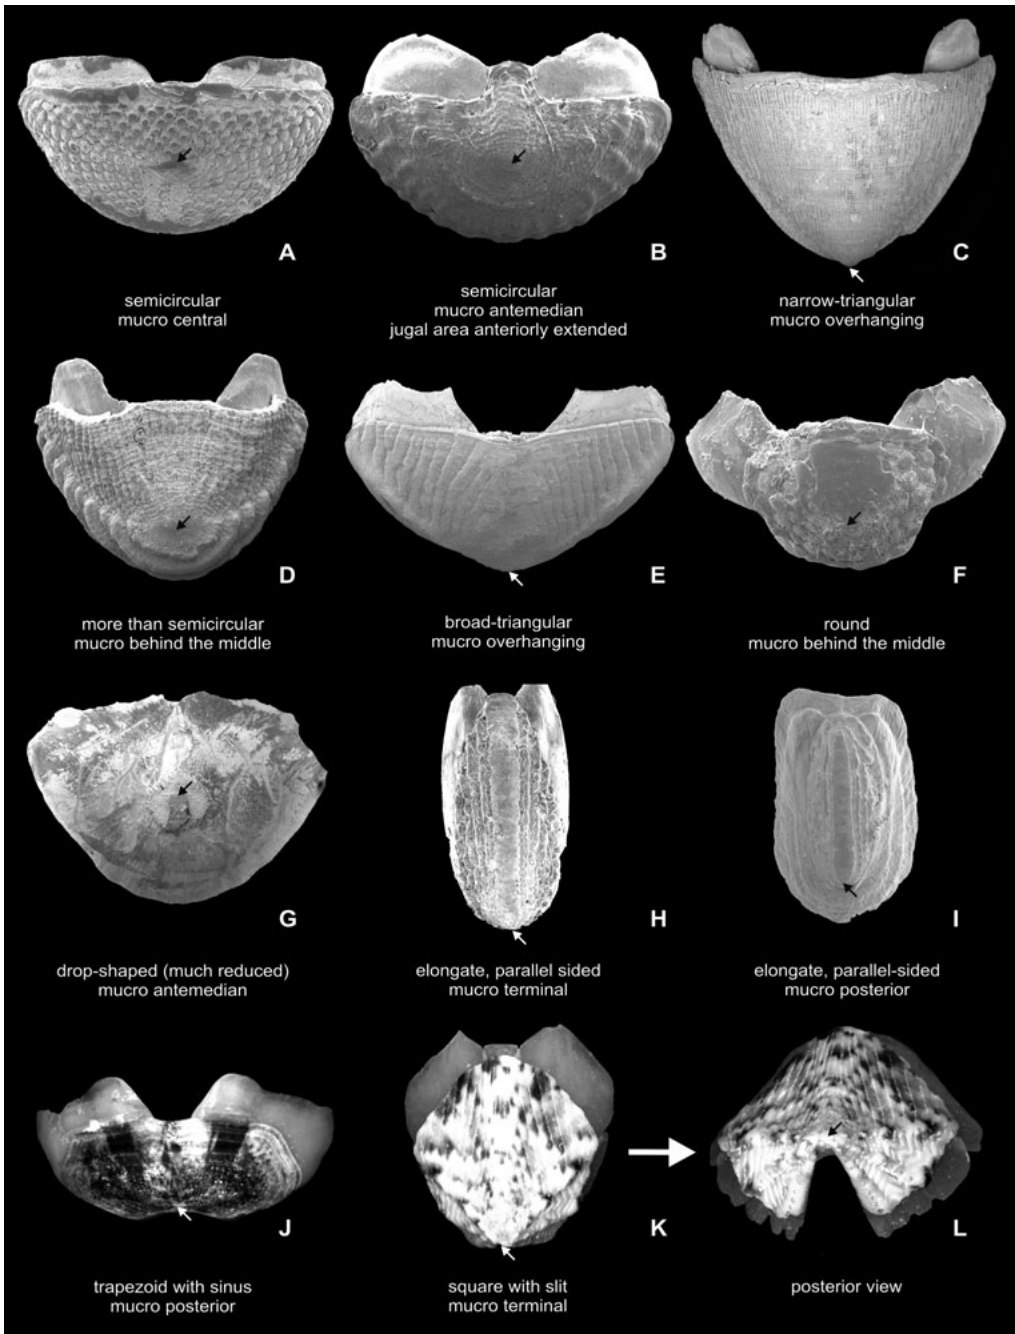 A
B
C
semicircular
mucro central
semicircular
mucro antemedian
jugal area anteriorly extended
narrow-triangular
mucro overhanging
D
E
F
more than semicircular
mucro behind the middle
broad-triangular
mucro overhanging
round
mucro behind the middle
G
H
I
drop-shaped (much reduced)
mucro antemedian
elongate, parallel sided
mucro terminal
elongate, parallel-sided
mucro posterior
J
K
L
trapezoid with sinus
mucro posterior
square with slit
mucro terminal
posterior view